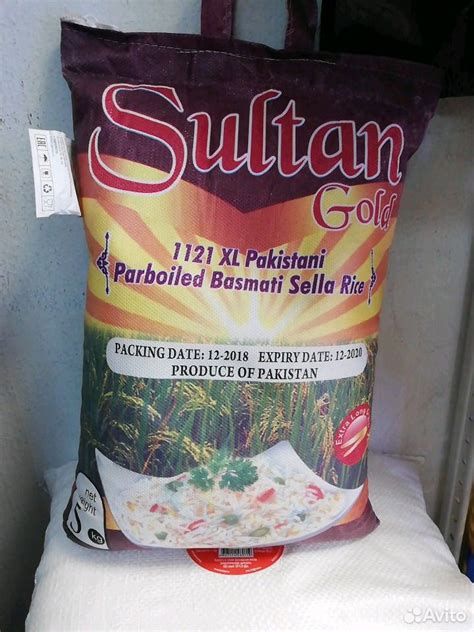 Sultan
Gold
1121 XL Pakistani
Parboiled Basmati Sella Rice
PACKING DATE: 12-2018 EXPIRY DATE: 12-2020
PRODUCE OF PAKISTAN
Extra Long
net
weight
5
kg
EAC
Avito